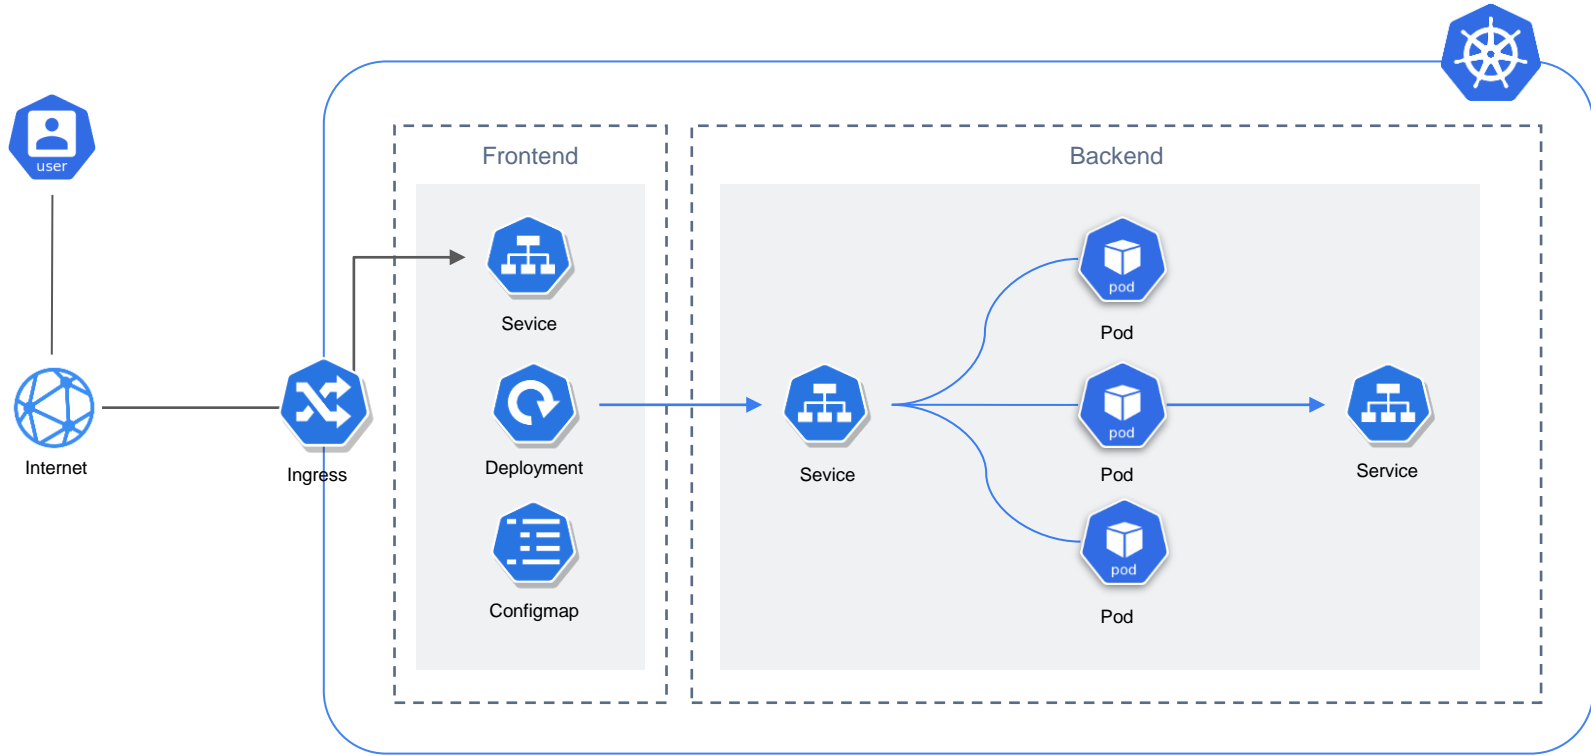 user
Internet
Ingress
Frontend
Sevice
Deployment
Configmap
Backend
Sevice
pod
Pod
pod
Pod
pod
Pod
Service